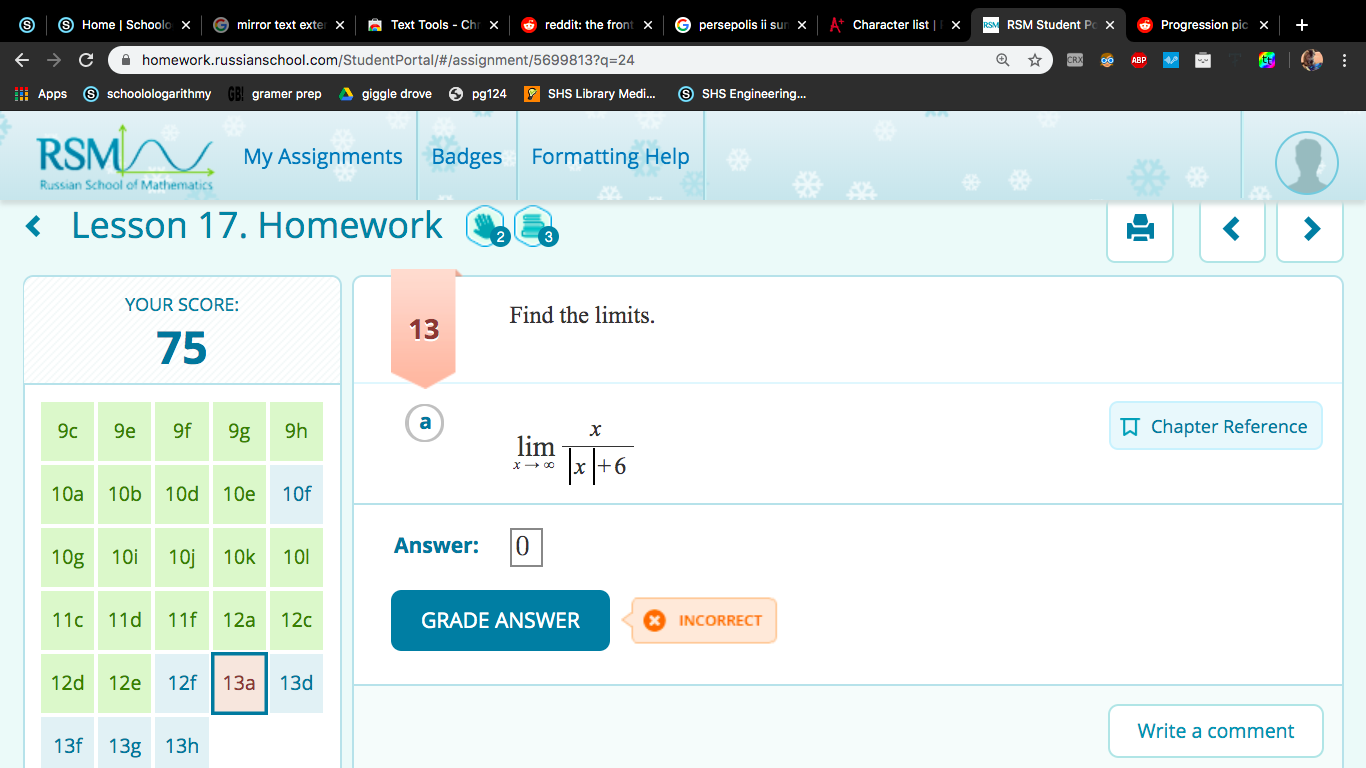 Home | Schoolo
mirror text exte
Text Tools - Ch
reddit: the front
persepolis ii sur
Character list |
RSM Student Po
Progression pic
homework.russianschool.com/StudentPortal/#/assignment/5699813?q=24
Apps
schoolologarithmy
gramer prep
giggle drove
pg124
SHS Library Medi...
SHS Engineering...
RSM
Russian School of Mathematics
My Assignments
Badges
Formatting Help
Lesson 17. Homework
2
3
YOUR SCORE:
75
9c 9e 9f 9g 9h
10a 10b 10d 10e 10f
10g 10i 10j 10k 10l
11c 11d 11f 12a 12c
12d 12e 12f 13a 13d
13f 13g 13h
13
Find the limits.
a
lim x→∞ x / |x|+6
Chapter Reference
Answer: 0
GRADE ANSWER
INCORRECT
Write a comment